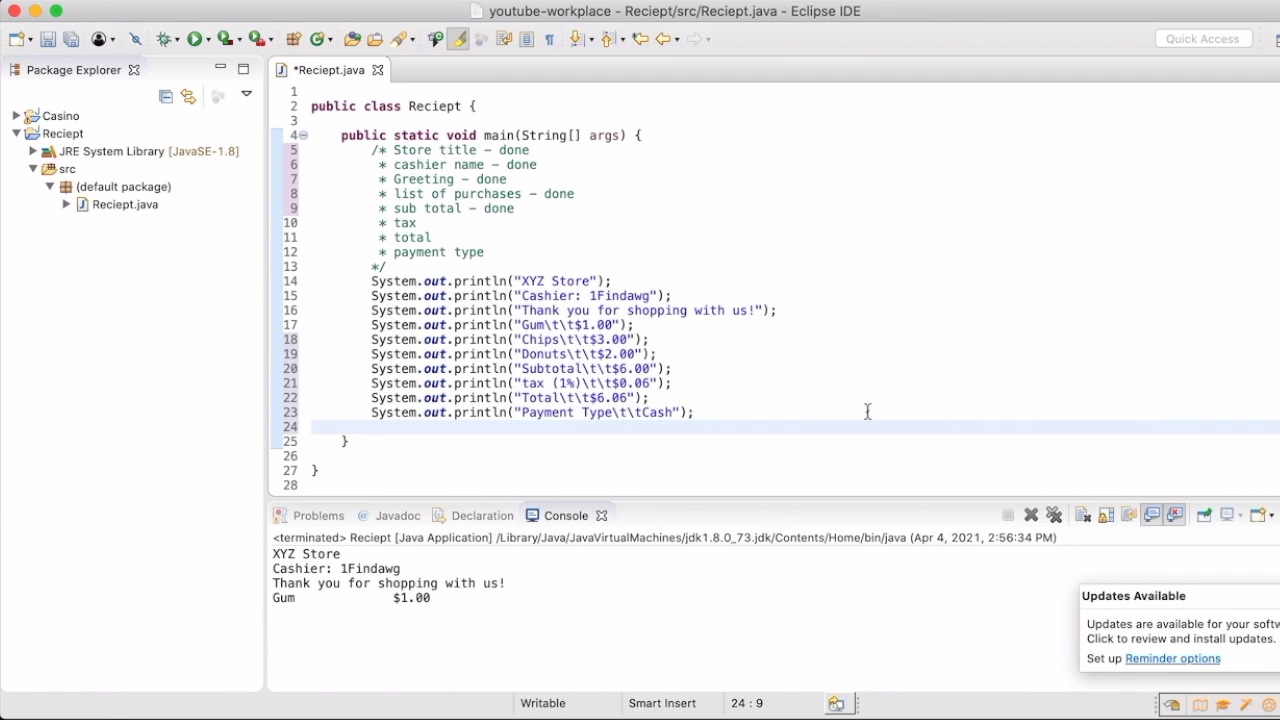 youtube-workplace - Reciept/src/Reciept.java - Eclipse IDE
Quick Access
Package Explorer
*Reciept.java
Casino
Reciept
JRE System Library [JavaSE-1.8]
src
(default package)
Reciept.java
1
2 public class Reciept {
3
4 public static void main(String[] args) {
5 /* Store title - done
6 * cashier name - done
7 * Greeting - done
8 * list of purchases - done
9 * sub total - done
10 * tax
11 * total
12 * payment type
13 */
14 System.out.println("XYZ Store");
15 System.out.println("Cashier: 1Findawg");
16 System.out.println("Thank you for shopping with us!");
17 System.out.println("Gum\t\t$1.00");
18 System.out.println("Chips\t\t$3.00");
19 System.out.println("Donuts\t\t$2.00");
20 System.out.println("Subtotal\t\t$6.00");
21 System.out.println("tax (1%)\t\t$0.06");
22 System.out.println("Total\t\t$6.06");
23 System.out.println("Payment Type\t\tCash");
24
25 }
26
27 }
28
Problems @ Javadoc Declaration Console
<terminated> Reciept [Java Application] /Library/Java/JavaVirtualMachines/jdk1.8.0_73.jdk/Contents/Home/bin/java (Apr 4, 2021, 2:56:34 PM)
XYZ Store
Cashier: 1Findawg
Thank you for shopping with us!
Gum $1.00
Updates Available
Updates are available for your softw
Click to review and install updates.
Set up Reminder options
Writable
Smart Insert
24 : 9